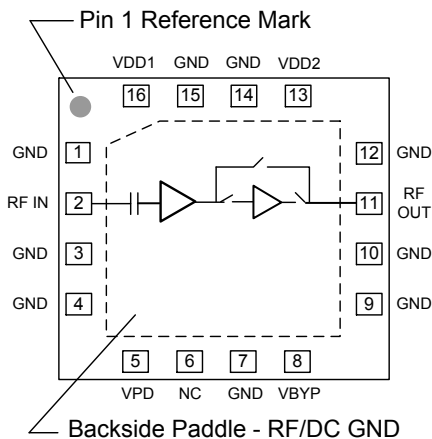 Pin 1 Reference Mark
VDD1 GND GND VDD2
16 15 14 13
GND 1 12 GND
RF IN 2 11 RF OUT
GND 3 10 GND
GND 4 9 GND
5 6 7 8
VPD NC GND VBYP
Backside Paddle - RF/DC GND